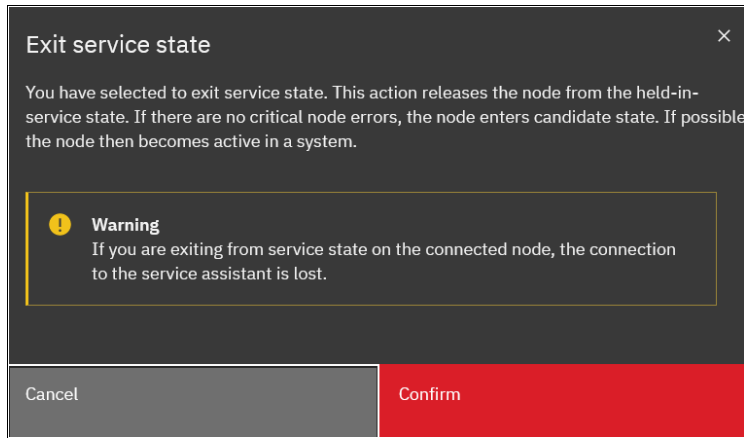 Exit service state
You have selected to exit service state. This action releases the node from the held-in-
service state. If there are no critical node errors, the node enters candidate state. If possible
the node then becomes active in a system.
Warning
If you are exiting from service state on the connected node, the connection
to the service assistant is lost.
Cancel
Confirm